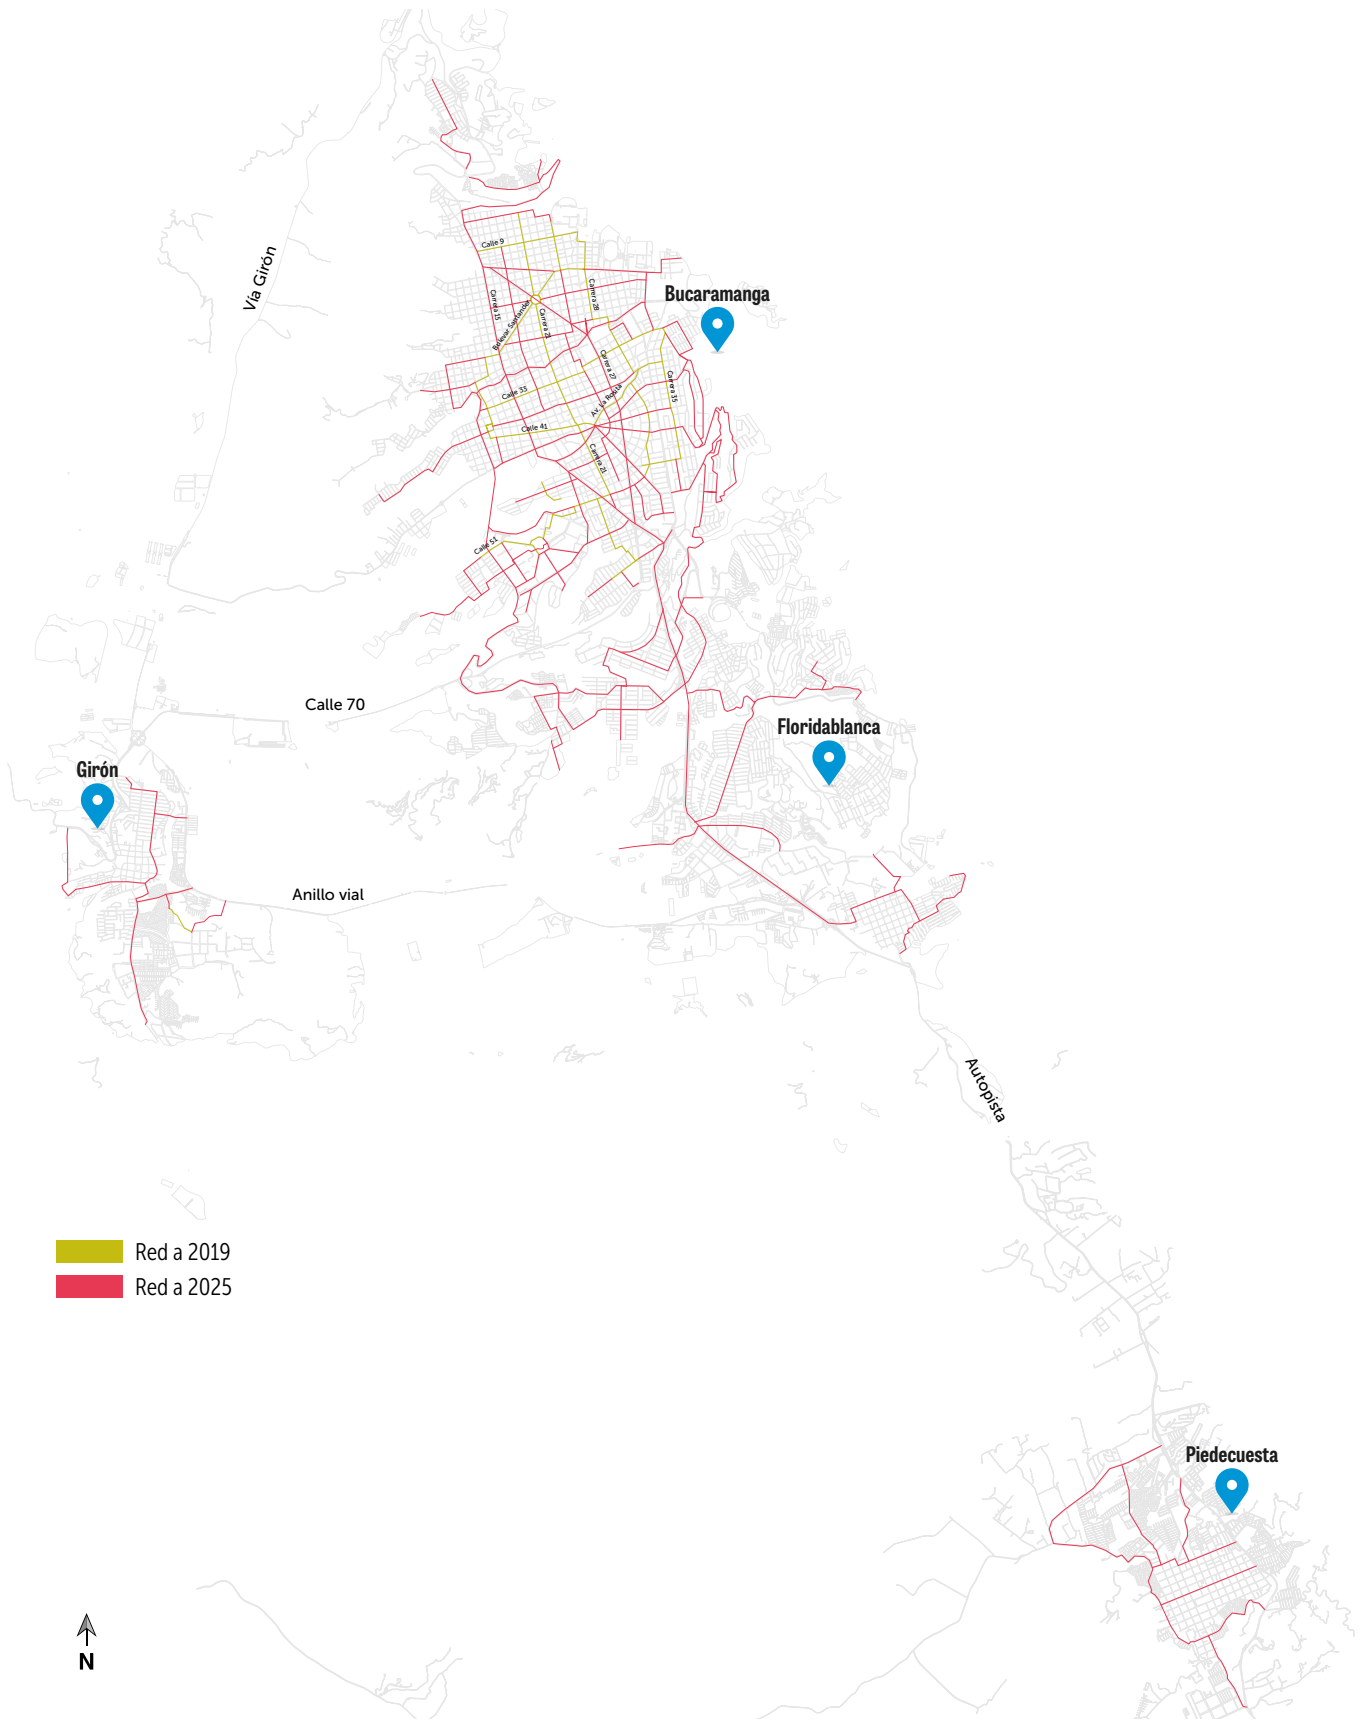 Vía Girón
Calle 9
Carrera 15
Bulevar Santander
Carrera 21
Carrera 28
Bucaramanga
Carrera 27
Av. La Rosita
Carrera 35
Calle 33
Calle 41
Carrera 21
Calle 51
Calle 70
Floridablanca
Girón
Anillo vial
Autopista
Red a 2019
Red a 2025
Piedecuesta
N